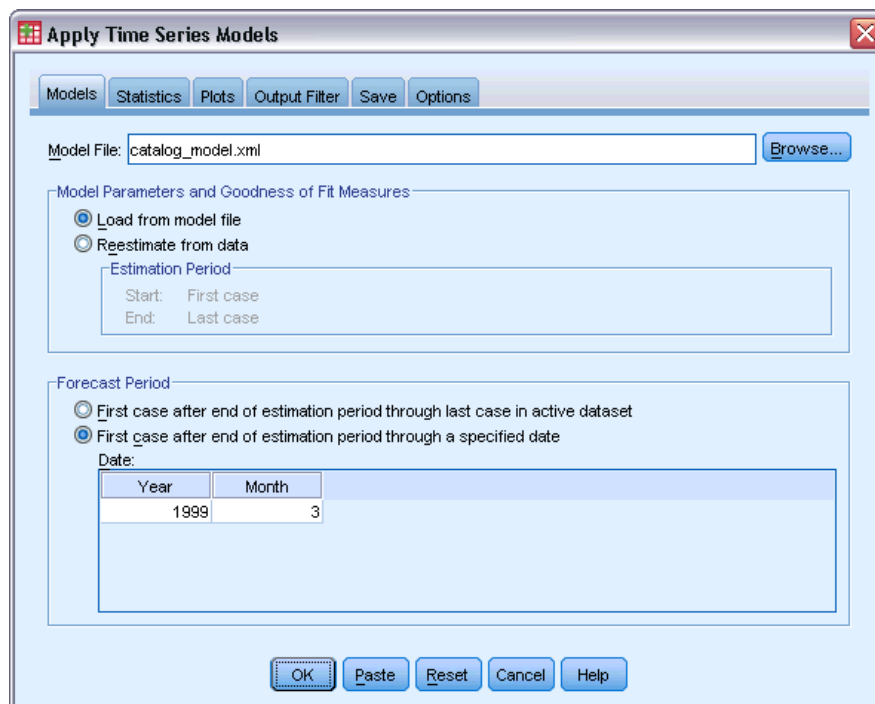 Apply Time Series Models
Models Statistics Plots Output Filter Save Options
Model File: catalog_model.xml Browse...
Model Parameters and Goodness of Fit Measures
Load from model file
Reestimate from data
Estimation Period
Start: First case
End: Last case
Forecast Period
First case after end of estimation period through last case in active dataset
First case after end of estimation period through a specified date
Date:
Year Month
1999 3
OK Paste Reset Cancel Help